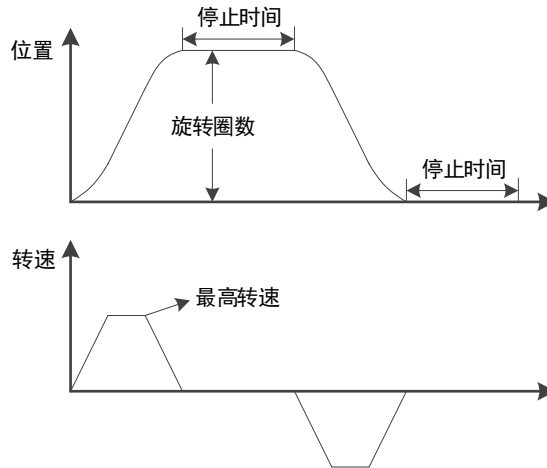 停止时间
位置
旋转圈数
停止时间
转速
最高转速